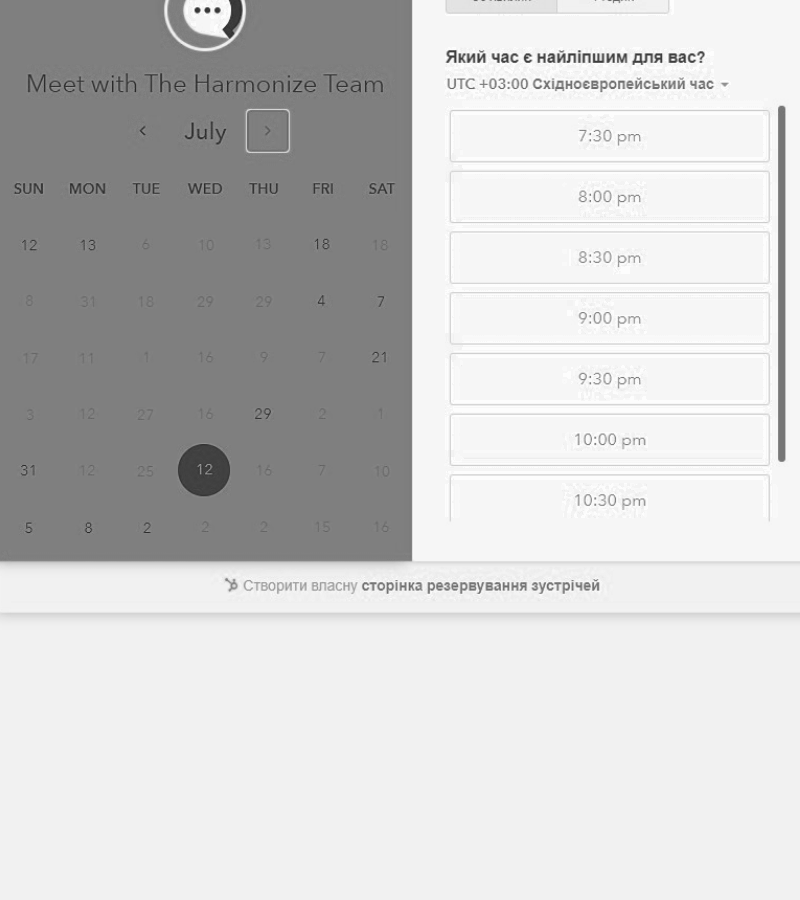 Meet with The Harmonize Team
July
SUN MON TUE WED THU FRI SAT
12 13 6 10 13 18 18
8 31 18 29 29 4 7
17 11 1 16 9 7 21
3 12 27 16 29 2 1
31 12 25 12 16 7 10
5 8 2 2 2 15 16
Який час є найліпшим для вас?
UTC +03:00 Східноєвропейський час
7:30 pm
8:00 pm
8:30 pm
9:00 pm
9:30 pm
10:00 pm
10:30 pm
Створити власну сторінка резервування зустрічей